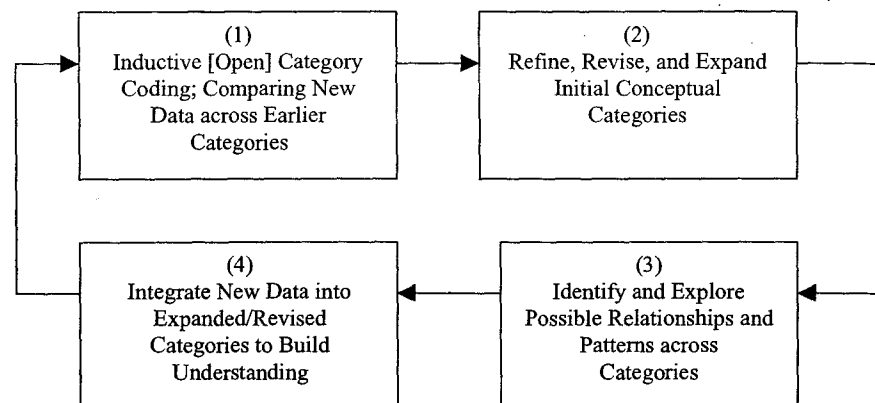 (1)
Inductive [Open] Category
Coding; Comparing New
Data across Earlier
Categories
(2)
Refine, Revise, and Expand
Initial Conceptual
Categories
(3)
Identify and Explore
Possible Relationships and
Patterns across
Categories
(4)
Integrate New Data into
Expanded/Revised
Categories to Build
Understanding